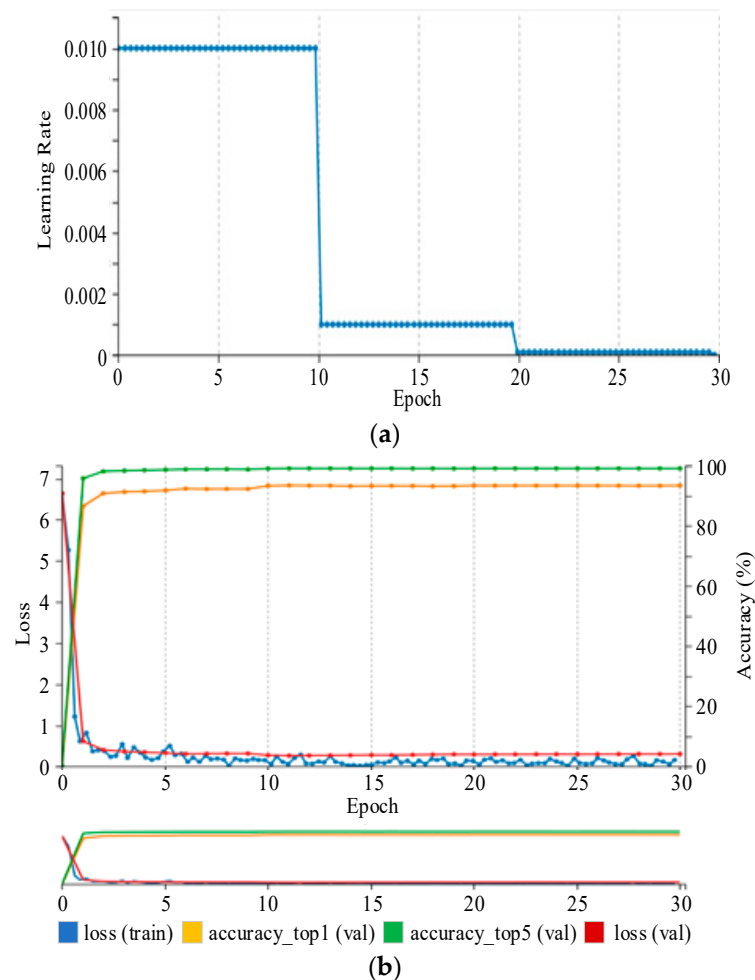 0.010
0.008
0.006
0.004
0.002
0
Learning Rate
0 5 10 15 20 25 30
Epoch
(a)
7
6
5
4
3
2
1
0
Loss
100
80
60
40
20
0
Accuracy (%)
0 5 10 15 20 25 30
Epoch
0 5 10 15 20 25 30
loss (train) accuracy_top1 (val) accuracy_top5 (val) loss (val)
(b)